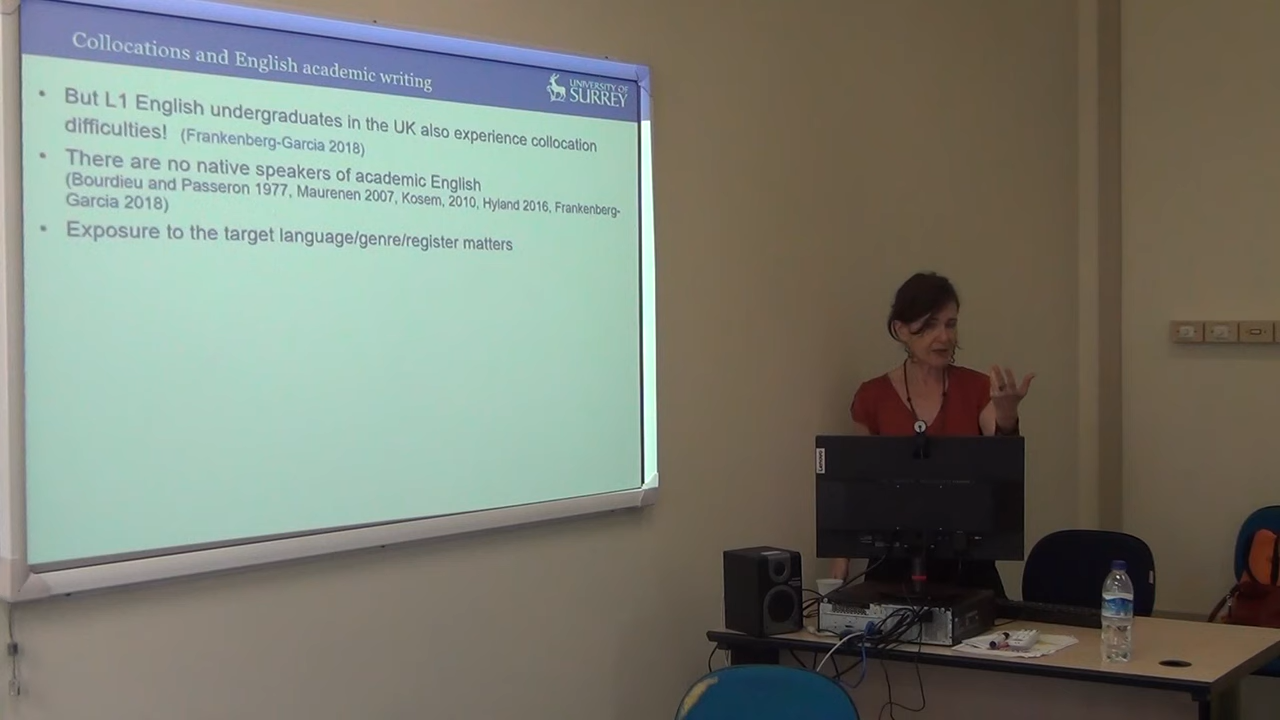 Collocations and English academic writing
UNIVERSITY OF
SURREY
• But L1 English undergraduates in the UK also experience collocation
difficulties! (Frankenberg-Garcia 2018)
• There are no native speakers of academic English
(Bourdieu and Passeron 1977, Maurenen 2007, Kosem, 2010, Hyland 2016, Frankenberg-
Garcia 2018)
• Exposure to the target language/genre/register matters
Lenovo